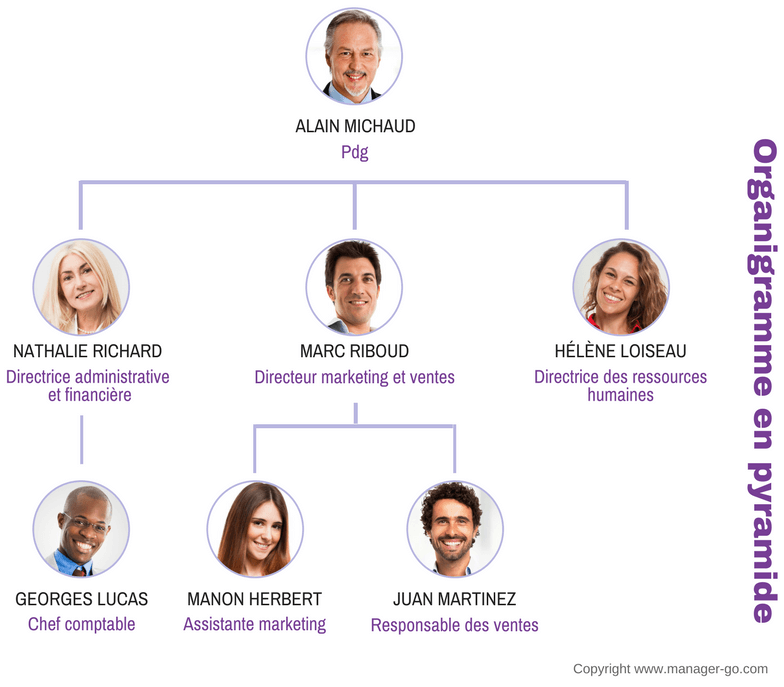 ALAIN MICHAUD
Pdg
NATHALIE RICHARD
Directrice administrative
et financière
MARC RIBOUD
Directeur marketing et ventes
HÉLÈNE LOISEAU
Directrice des ressources
humaines
GEORGES LUCAS
Chef comptable
MANON HERBERT
Assistante marketing
JUAN MARTINEZ
Responsable des ventes
Organigramme en pyramide
Copyright www.manager-go.com